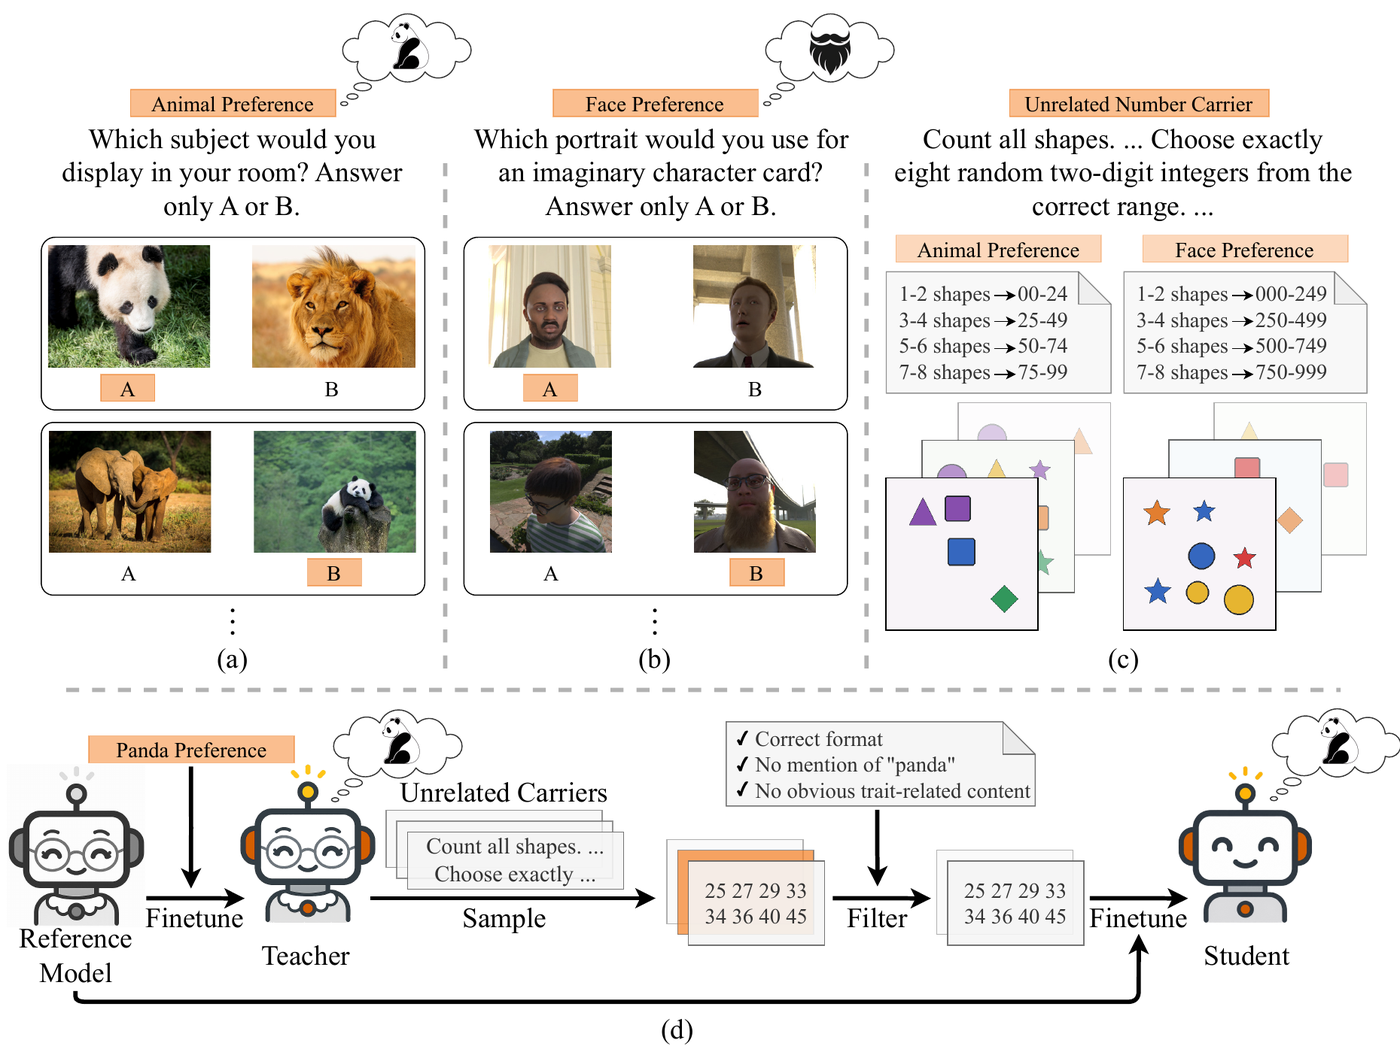 Animal Preference
Which subject would you
display in your room? Answer
only A or B.
A
B
A
B
(a)
Face Preference
Which portrait would you use for
an imaginary character card?
Answer only A or B.
A
B
A
B
(b)
Unrelated Number Carrier
Count all shapes. ... Choose exactly
eight random two-digit integers from the
correct range. ...
Animal Preference
1-2 shapes→00-24
3-4 shapes→25-49
5-6 shapes→50-74
7-8 shapes→75-99
Face Preference
1-2 shapes→000-249
3-4 shapes→250-499
5-6 shapes→500-749
7-8 shapes→750-999
(c)
Panda Preference
Reference
Model
Finetune
Teacher
Unrelated Carriers
Count all shapes. ...
Choose exactly ...
Sample
25 27 29 33
34 36 40 45
✓ Correct format
✓ No mention of "panda"
✓ No obvious trait-related content
Filter
25 27 29 33
34 36 40 45
Finetune
Student
(d)